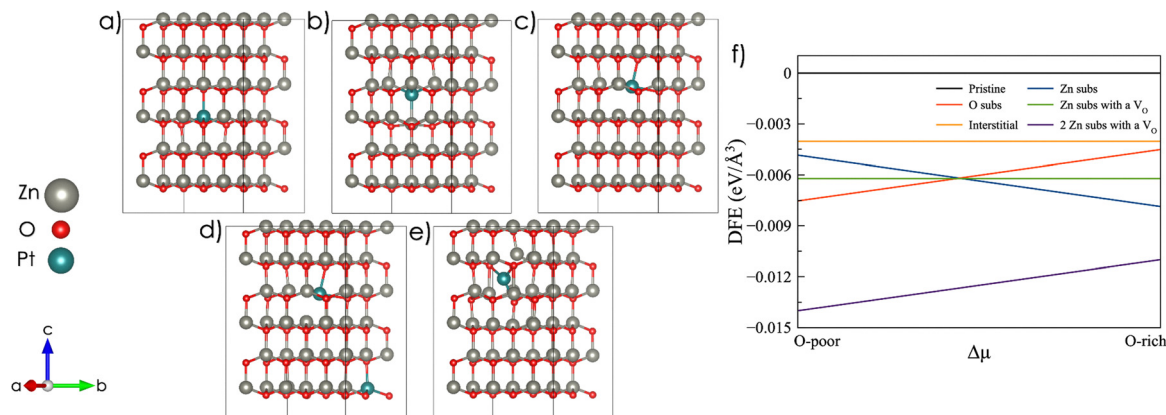 a)
b)
c)
d)
e)
f)
Zn
O
Pt
c
a
b
0
−0.003
−0.006
−0.009
−0.012
−0.015
DFE (eV/Å³)
Pristine
O subs
Interstitial
Zn subs
Zn subs with a V_O
2 Zn subs with a V_O
O-poor
Δμ
O-rich